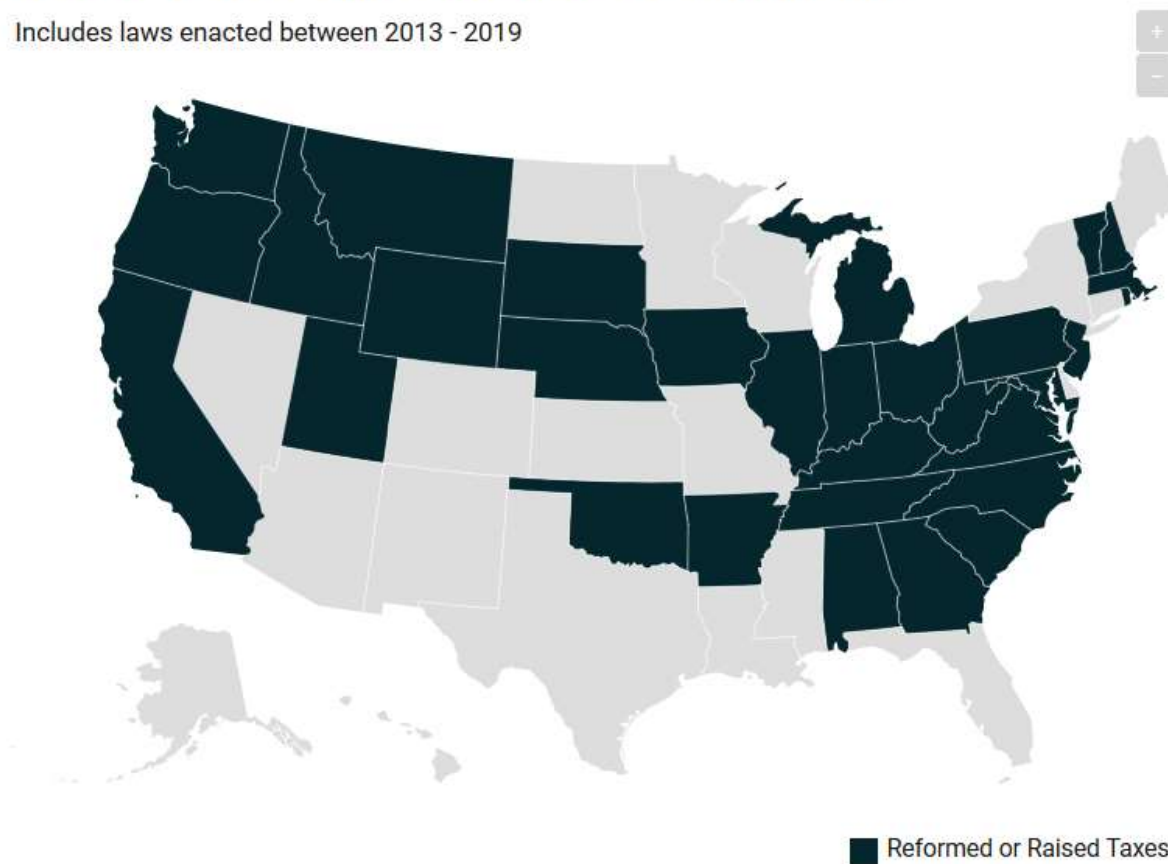 Includes laws enacted between 2013 - 2019
+
−
Reformed or Raised Taxes